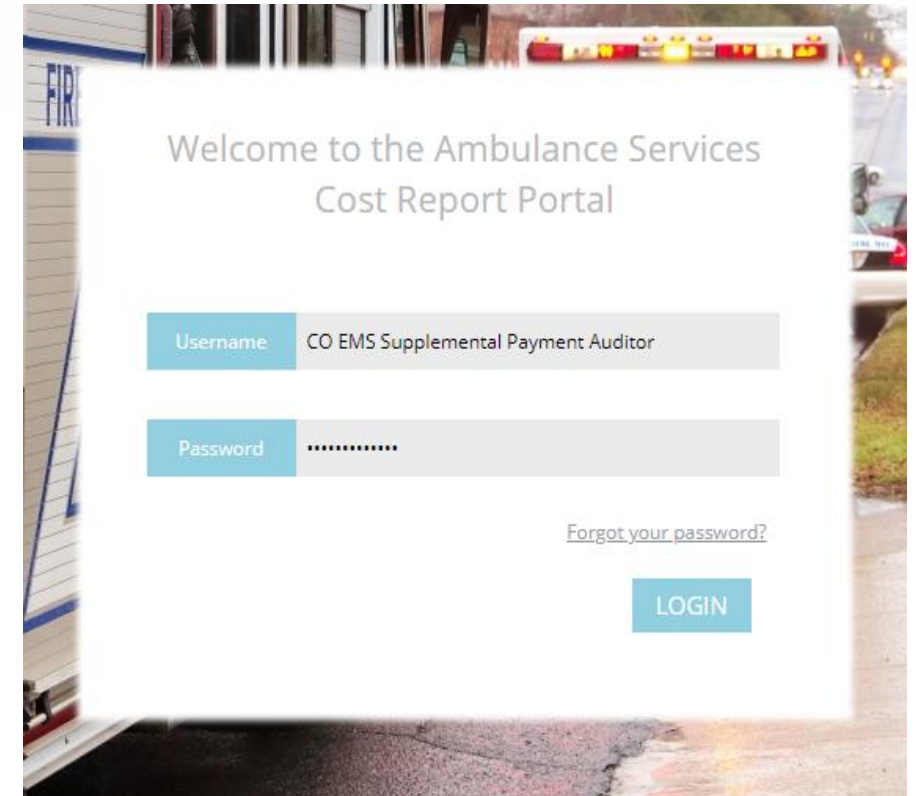 FIR
Welcome to the Ambulance Services
Cost Report Portal
Username CO EMS Supplemental Payment Auditor
Password •••••••••••••
Forgot your password?
LOGIN